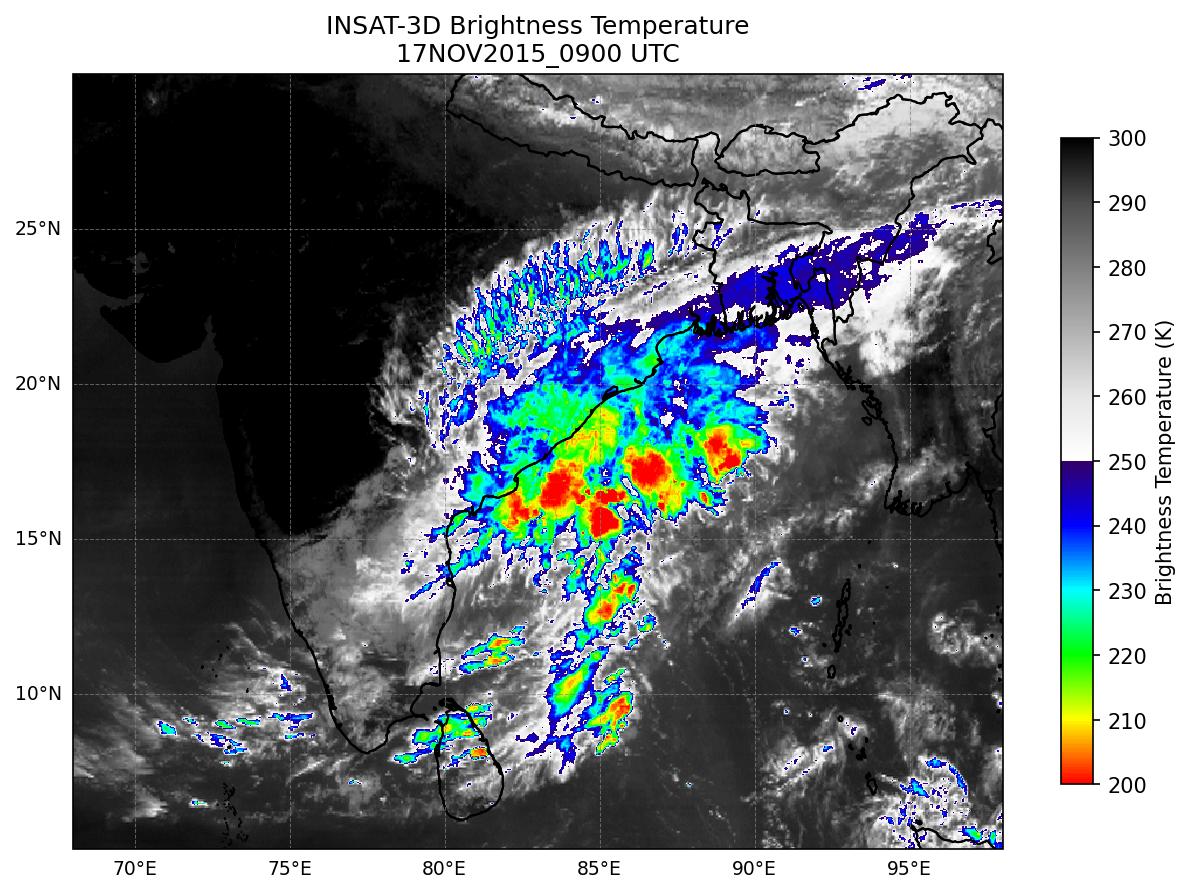 INSAT-3D Brightness Temperature
17NOV2015_0900 UTC
25°N
20°N
15°N
10°N
70°E
75°E
80°E
85°E
90°E
95°E
300
290
280
270
260
250
240
230
220
210
200
Brightness Temperature (K)